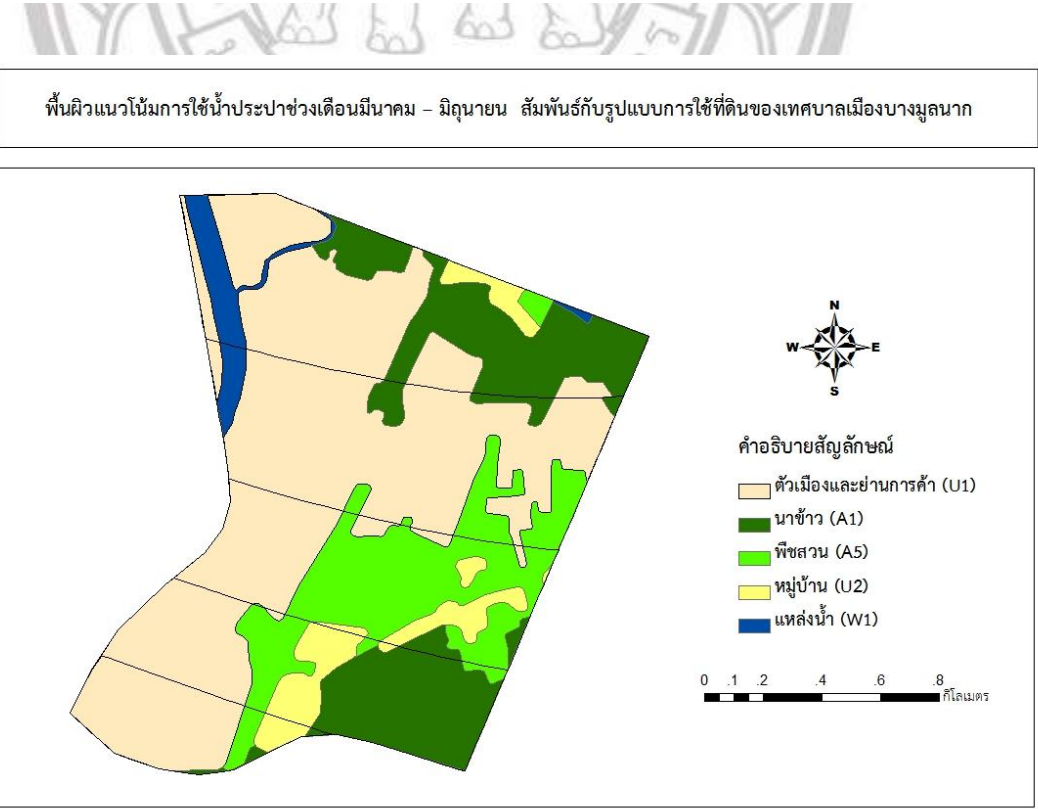 พื้นผิวแนวโน้มการใช้น้ำประปาช่วงเดือนมีนาคม – มิถุนายน สัมพันธ์กับรูปแบบการใช้ที่ดินของเทศบาลเมืองบางมูลนาก
N
W E
S
คำอธิบายสัญลักษณ์
ตัวเมืองและย่านการค้า (U1)
นาข้าว (A1)
พืชสวน (A5)
หมู่บ้าน (U2)
แหล่งน้ำ (W1)
0 .1 .2 .4 .6 .8
กิโลเมตร